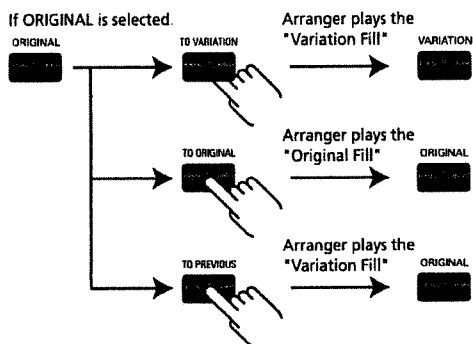 If ORIGINAL is selected.
ORIGINAL
TO VARIATION
Arranger plays the
"Variation Fill"
VARIATION
TO ORIGINAL
Arranger plays the
"Original Fill"
ORIGINAL
TO PREVIOUS
Arranger plays the
"Variation Fill"
ORIGINAL